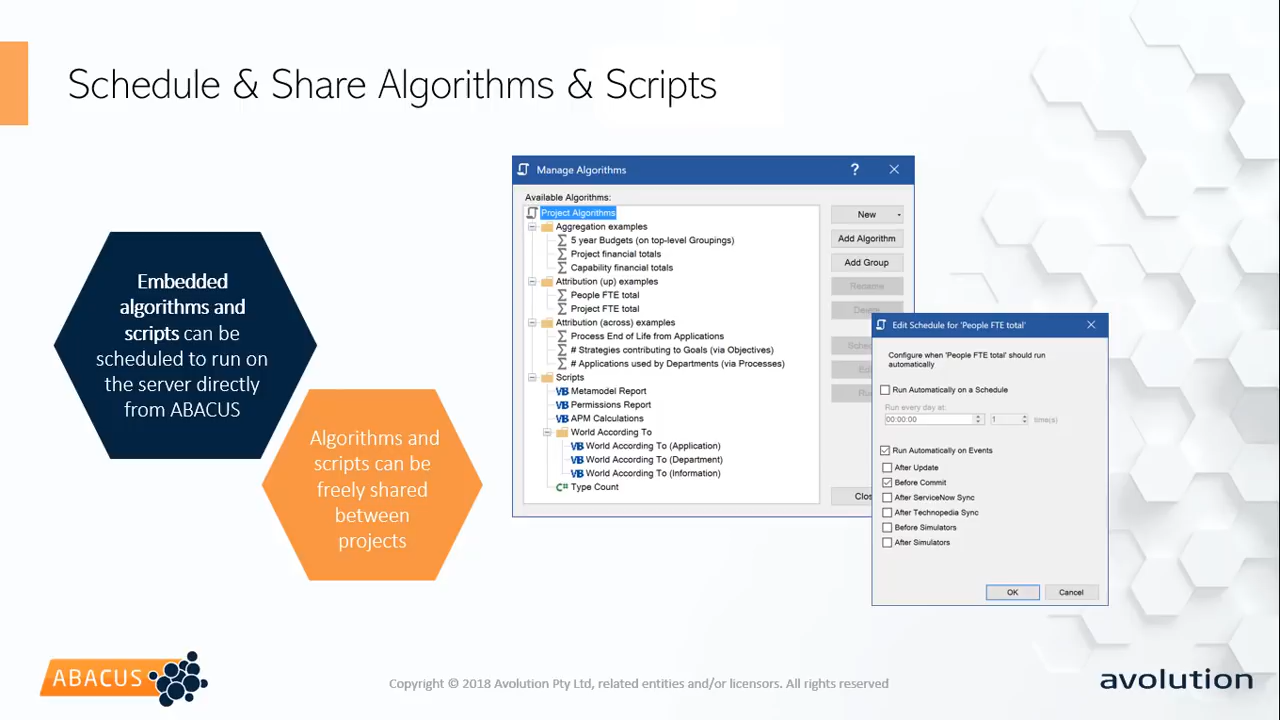 Schedule & Share Algorithms & Scripts
Embedded
algorithms and
scripts can be
scheduled to run on
the server directly
from ABACUS
Algorithms and
scripts can be
freely shared
between
projects
Manage Algorithms
?
Available Algorithms:
Project Algorithms
Aggregation examples
5 year Budgets (on top-level Groupings)
Project financial totals
Capability financial totals
Attribution (up) examples
People FTE total
Project FTE total
Attribution (across) examples
Process End of Life from Applications
# Strategies contributing to Goals (via Objectives)
# Applications used by Departments (via Processes)
Scripts
VB Metamodel Report
VB Permissions Report
VB APM Calculations
World According To
VB World According To (Application)
VB World According To (Department)
VB World According To (Information)
C# Type Count
New
Add Algorithm
Add Group
Rename
Edit Schedule for 'People FTE total'
Configure when 'People FTE total' should run
automatically
Run Automatically on a Schedule
Run every day at:
00:00:00
1
time(s)
Run Automatically on Events
After Update
Before Commit
After ServiceNow Sync
After Technopedia Sync
Before Simulators
After Simulators
OK
Cancel
ABACUS
Copyright © 2018 Avolution Pty Ltd, related entities and/or licensors. All rights reserved
avolution